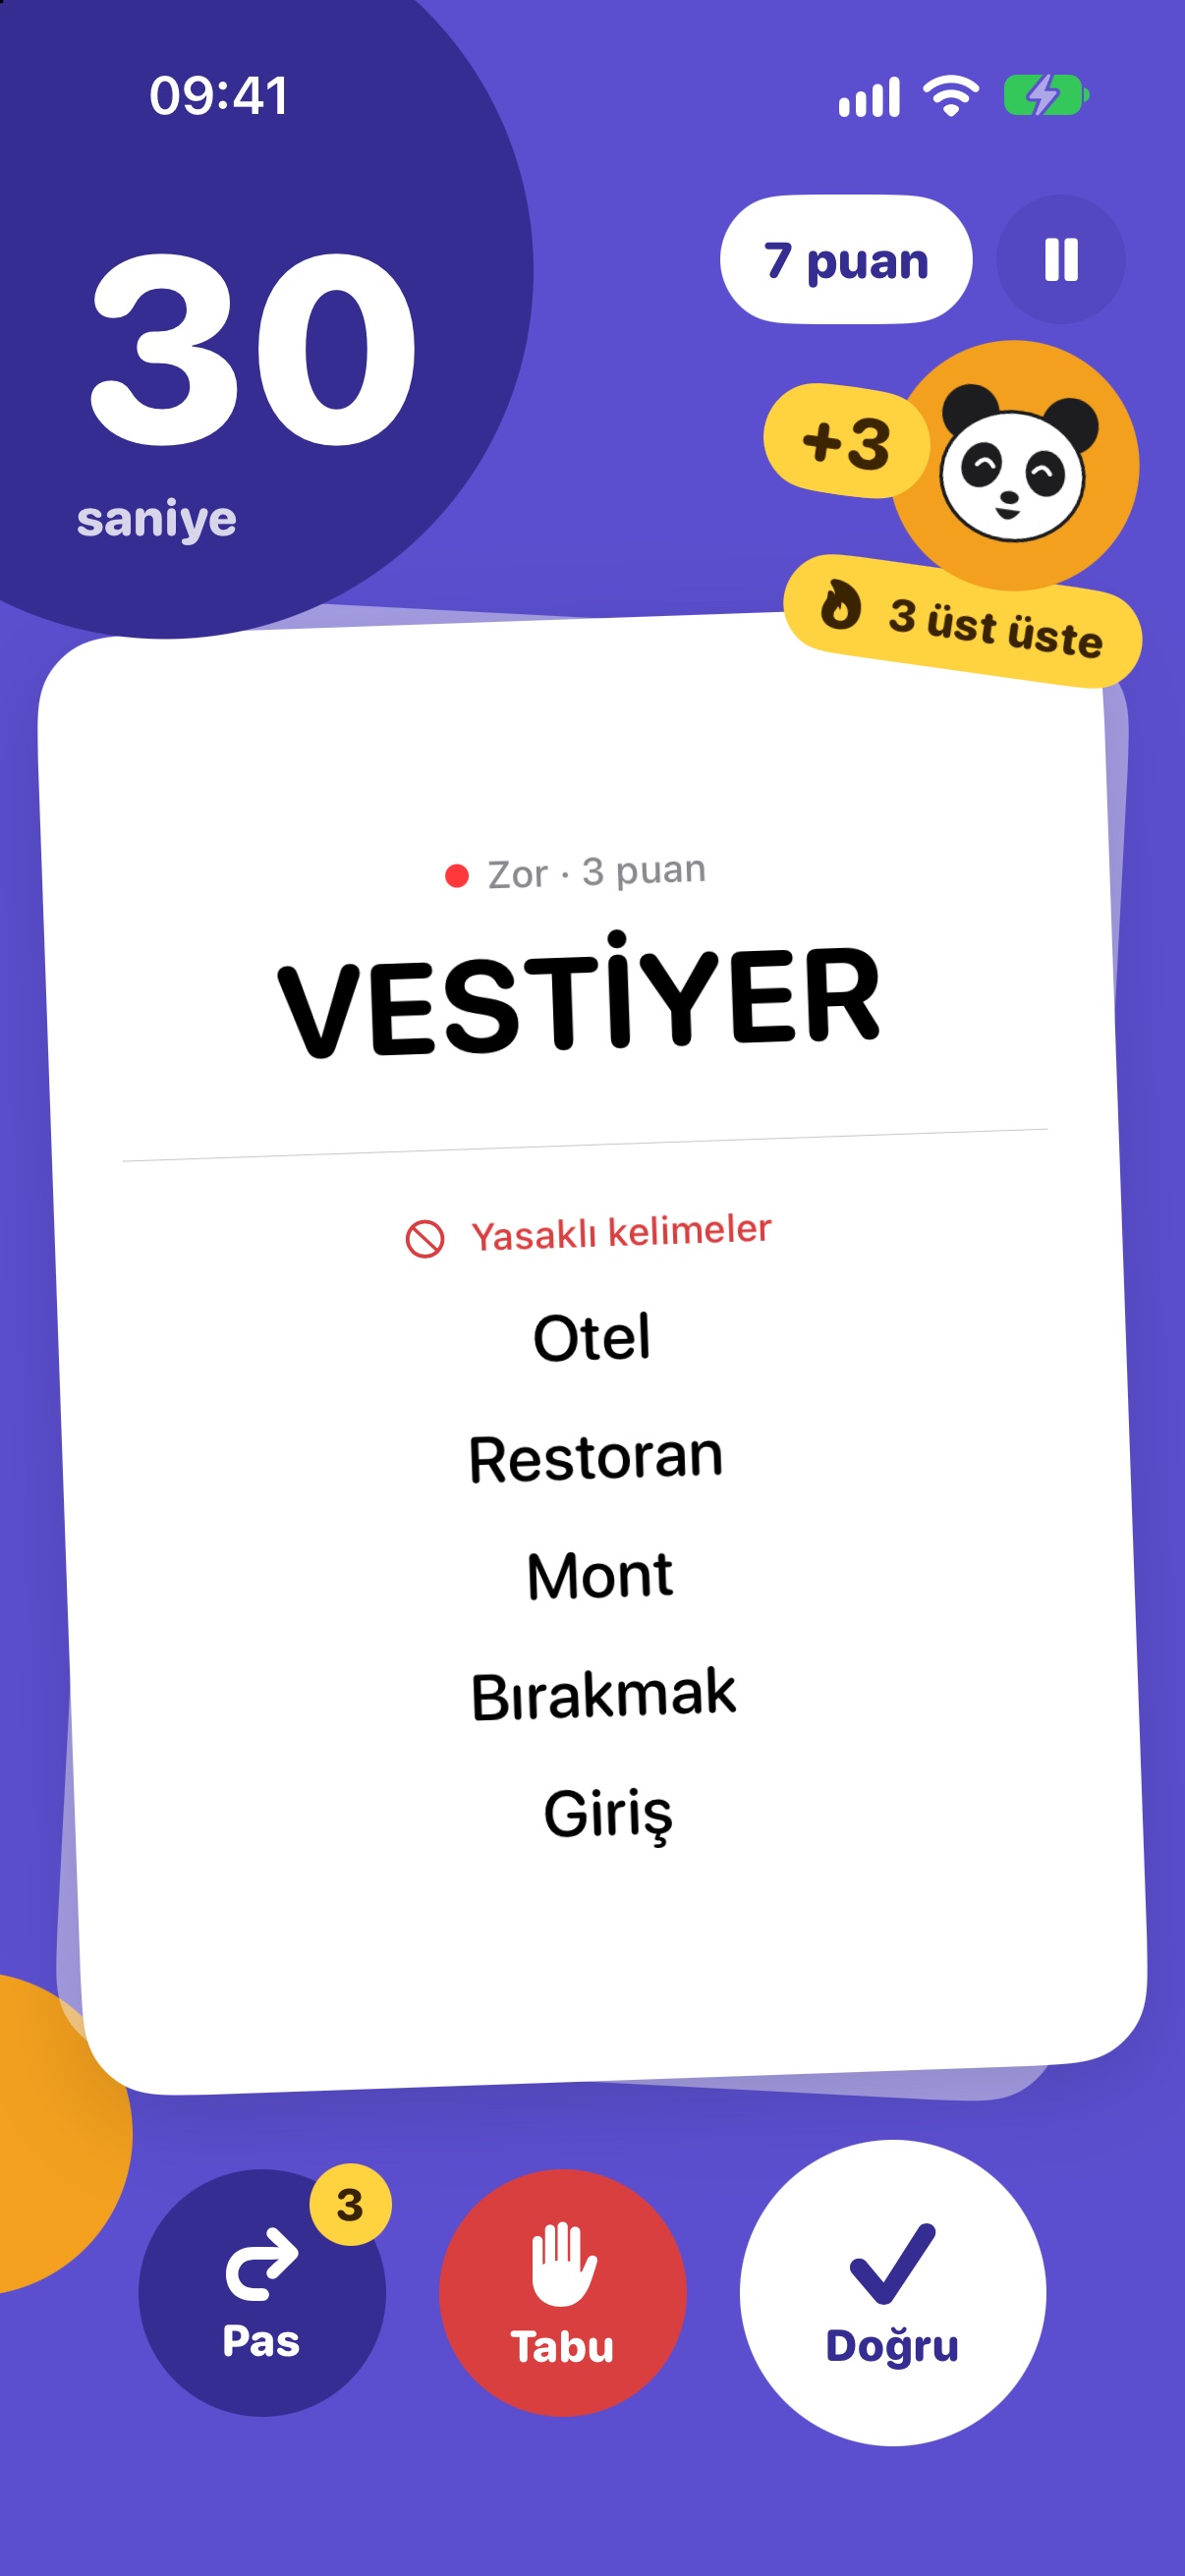 09:41
7 puan
30
saniye
+3
3 üst üste
Zor · 3 puan
VESTİYER
Yasaklı kelimeler
Otel
Restoran
Mont
Bırakmak
Giriş
3
Pas
Tabu
Doğru